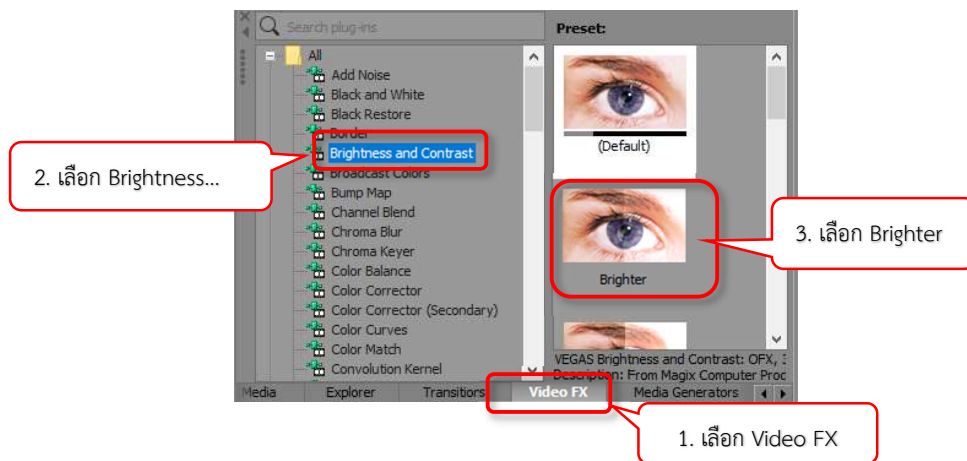 Search plug-ins
Preset:
All
Add Noise
Black and White
Black Restore
Border
Brightness and Contrast
Broadcast Colors
Bump Map
Channel Blend
Chroma Blur
Chroma Keyer
Color Balance
Color Corrector
Color Corrector (Secondary)
Color Curves
Color Match
Convolution Kernel
(Default)
Brighter
VEGAS Brightness and Contrast: OFX,
Description: From Magix Computer Proc
Media Explorer Transitions Video FX Media Generators
2. เลือก Brightness...
3. เลือก Brighter
1. เลือก Video FX